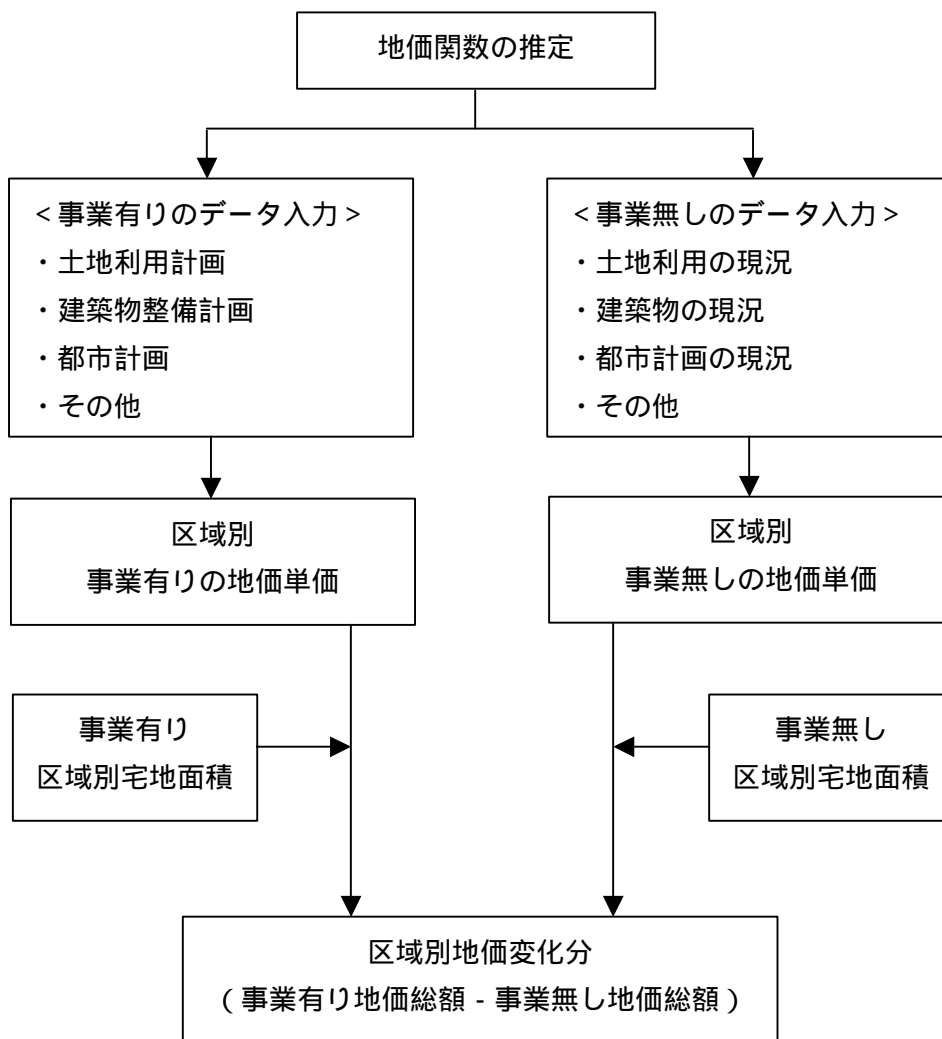 地価関数の推定
＜事業有りのデータ入力＞
・土地利用計画
・建築物整備計画
・都市計画
・その他
＜事業無しのデータ入力＞
・土地利用の現況
・建築物の現況
・都市計画の現況
・その他
区域別
事業有りの地価単価
区域別
事業無しの地価単価
事業有り
区域別宅地面積
事業無し
区域別宅地面積
区域別地価変化分
（事業有り地価総額－事業無し地価総額）